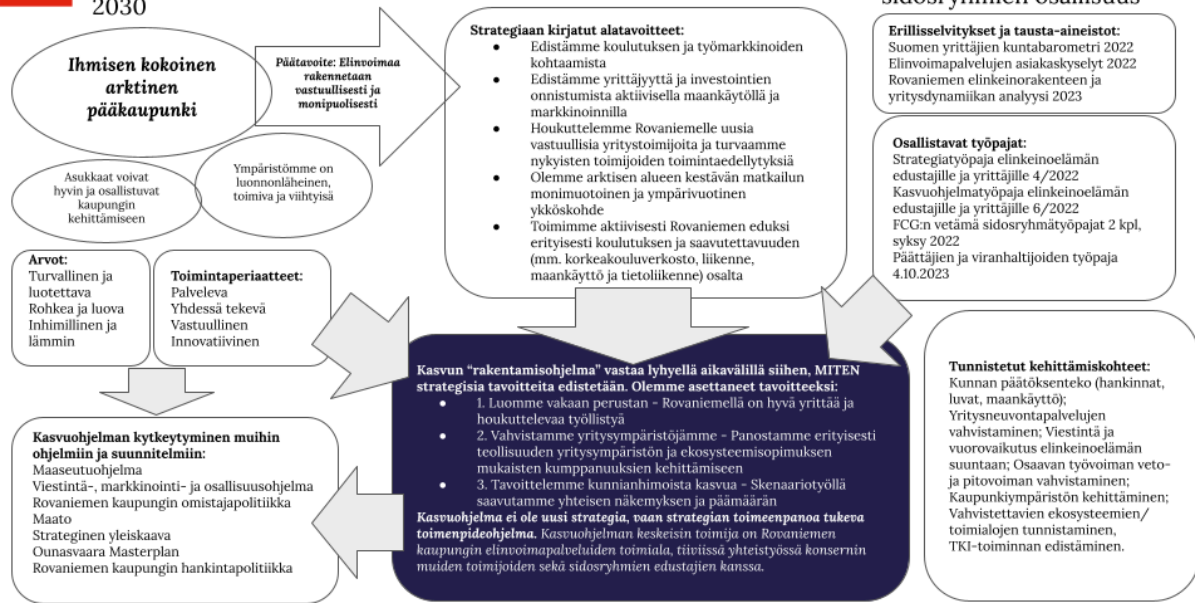 2030
sidosryhmien osallisuus
Ihmisen kokoinen
arktinen
pääkaupunki
Päätavoite: Elinvoimaa
rakennetaan
vastuullisesti ja
monipuolisesti
Asukkaat voivat
hyvin ja osallistuvat
kaupungin
kehittämiseen
Ympäristömme on
luonnonläheinen,
toimiva ja viihtyisä
Arvot:
Turvallinen ja
luotettava
Rohkea ja luova
Inhimillinen ja
lämmin
Toimintaperiaatteet:
Palveleva
Yhdessä tekevä
Vastuullinen
Innovatiivinen
Strategiaan kirjatut alatavoitteet:
● Edistämme koulutuksen ja työmarkkinoiden
kohtaamista
● Edistämme yrittäjyyttä ja investointien
onnistumista aktiivisella maankäytöllä ja
markkinoinnilla
● Houkuttelemme Rovaniemelle uusia
vastuullisia yritystoimijoita ja turvaamme
nykyisten toimijoiden toimintaedellytyksiä
● Olemme arktisen alueen kestävän matkailun
monimuotoinen ja ympärivuotinen
ykköskohde
● Toimimme aktiivisesti Rovaniemen eduksi
erityisesti koulutuksen ja saavutettavuuden
(mm. korkeakouluverkosto, liikenne,
maankäyttö ja tietoliikenne) osalta
Erillisselvitykset ja tausta-aineistot:
Suomen yrittäjien kuntabarometri 2022
Elinvoimapalvelujen asiakaskyselyt 2022
Rovaniemen elinkeinorakenteen ja
yritysdynamiikan analyysi 2023
Osallistavat työpajat:
Strategiatyöpaja elinkeinoelämän
edustajille ja yrittäjille 4/2022
Kasvuohjelmatyöpaja elinkeinoelämän
edustajille ja yrittäjille 6/2022
FCG:n vetämä sidosryhmätyöpajat 2 kpl,
syksy 2022
Päättäjien ja viranhaltijoiden työpaja
4.10.2023
Kasvuohjelman kytkeytyminen muihin
ohjelmiin ja suunnitelmiin:
Maaseutuohjelma
Viestintä-, markkinointi- ja osallisuusohjelma
Rovaniemen kaupungin omistajapolitiikka
Maato
Strateginen yleiskaava
Ounasvaara Masterplan
Rovaniemen kaupungin hankintapolitiikka
Kasvun “rakentamisohjelma” vastaa lyhyellä aikavälillä siihen, MITEN
strategisia tavoitteita edistetään. Olemme asettaneet tavoitteeksi:
● 1. Luomme vakaan perustan - Rovaniemellä on hyvä yrittää ja
houkuttelevaa työllistyä
● 2. Vahvistamme yritysympäristöjämme - Panostamme erityisesti
teollisuuden yritysympäristön ja ekosysteemisopimuksen
mukaisten kumppanuuksien kehittämiseen
● 3. Tavoittelemme kunnianhimoista kasvua - Skenaariotyöllä
saavutamme yhteisen näkemyksen ja päämäärän
Kasvuohjelma ei ole uusi strategia, vaan strategian toimeenpanoa tukeva
toimenpideohjelma. Kasvuohjelman keskeisin toimija on Rovaniemen
kaupungin elinvoimapalveluiden toimiala, tiiviissä yhteistyössä konsernin
muiden toimijoiden sekä sidosryhmien edustajien kanssa.
Tunnistetut kehittämiskohteet:
Kunnan päätöksenteko (hankinnat,
luvat, maankäyttö);
Yritysneuvontapalvelujen
vahvistaminen; Viestintä ja
vuorovaikutus elinkeinoelämän
suuntaan; Osaavan työvoiman veto-
ja pitovoiman vahvistaminen;
Kaupunkiympäristön kehittäminen;
Vahvistettavien ekosysteemien/
toimialojen tunnistaminen,
TKI-toiminnan edistäminen.